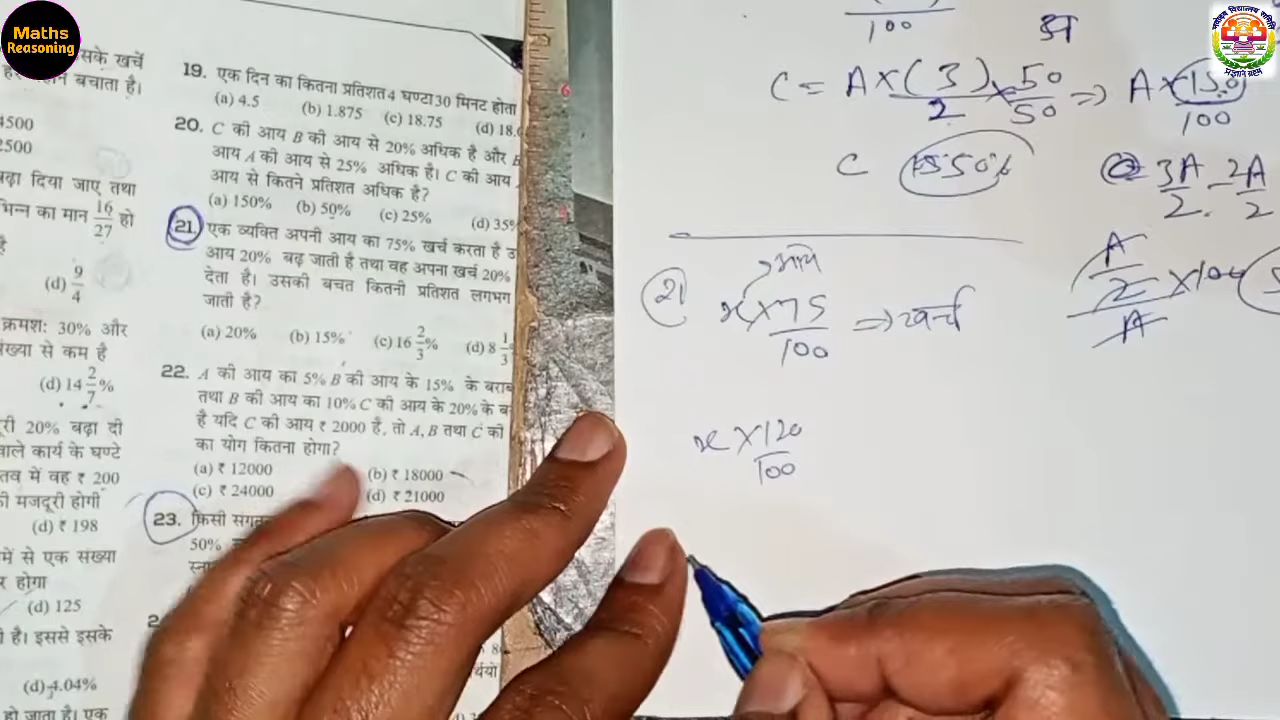 Maths
Reasoning
सके खर्चे
बचाता है।
4500
2500
बढ़ा दिया जाए तथा
भिन्न का मान 16/27 हो
है
(d) 9/4
क्रमश: 30% और
संख्या से कम है
(d) 14 2/7%
20% बढ़ा दी
वाले कार्य के घण्टे
में वह ₹ 200
की मजदूरी होगी
(d) ₹ 198
में से एक संख्या
होगा
(d) 125
है। इससे इसके
(d) 4.04%
हो जाता है। एक
19. एक दिन का कितना प्रतिशत 4 घण्टा 30 मिनट होता
(a) 4.5 (b) 1.875 (c) 18.75 (d) 18.
20. C की आय B की आय से 20% अधिक है और B
आय A की आय से 25% अधिक है। C की आय
आय से कितने प्रतिशत अधिक है?
(a) 150% (b) 50% (c) 25% (d) 35%
21. एक व्यक्ति अपनी आय का 75% खर्च करता है उ
आय 20% बढ़ जाती है तथा वह अपना खर्च 20%
देता है। उसकी बचत कितनी प्रतिशत लगभग
जाती है?
(a) 20% (b) 15% (c) 16 2/3% (d) 8 1/3
22. A की आय का 5% B की आय के 15% के बराब
तथा B की आय का 10% C की आय के 20% के ब
है यदि C की आय ₹ 2000 है, तो A, B तथा C की
का योग कितना होगा?
(a) ₹ 12000 (b) ₹ 18000
(c) ₹ 24000 (d) ₹ 21000
23. किसी
50%
100
C = A × (3)/2 × 50/50 ⇒ A × 150/100
C 50%
3A/2 - 2A/2
A/2 × 100
A
21 आय
x × 75/100 ⇒ खर्च
x × 120/100